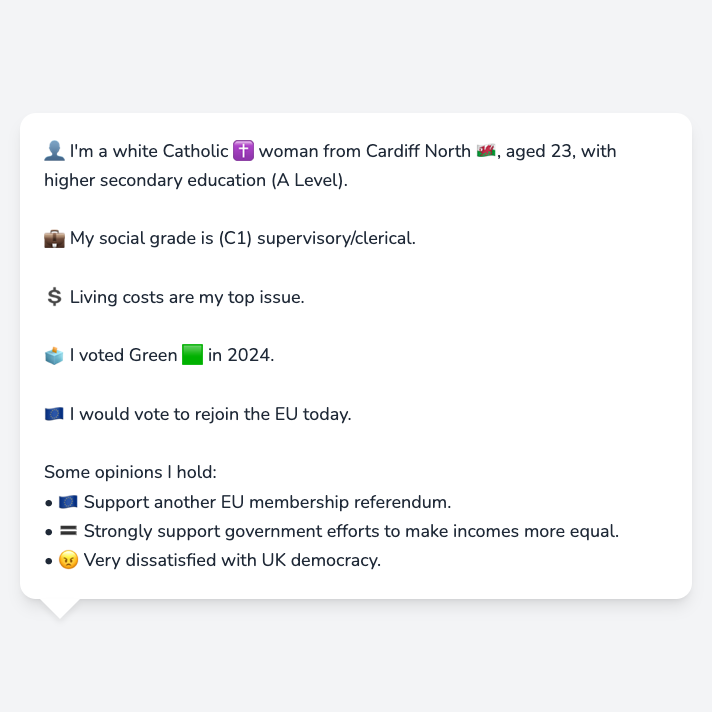 👤 I'm a white Catholic ✝️ woman from Cardiff North 🏴󠁧󠁢󠁷󠁬󠁳󠁿, aged 23, with
higher secondary education (A Level).
💼 My social grade is (C1) supervisory/clerical.
💲 Living costs are my top issue.
🗳️ I voted Green 🟩 in 2024.
🇪🇺 I would vote to rejoin the EU today.
Some opinions I hold:
• 🇪🇺 Support another EU membership referendum.
• 🟰 Strongly support government efforts to make incomes more equal.
• 😠 Very dissatisfied with UK democracy.